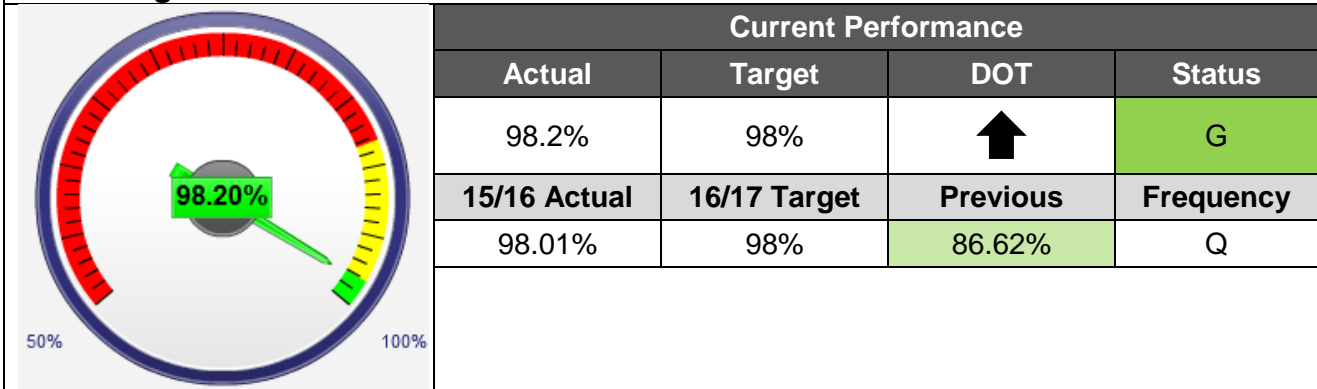 98.20%
50%
100%
Current Performance
Actual Target DOT Status
98.2% 98% G
15/16 Actual 16/17 Target Previous Frequency
98.01% 98% 86.62% Q